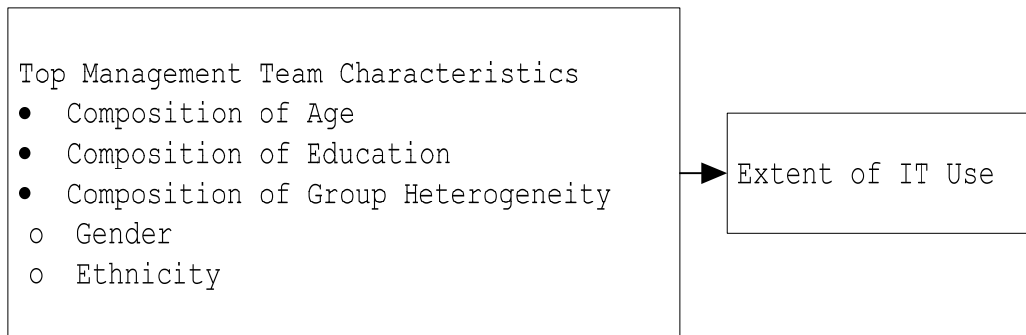 Top Management Team Characteristics
• Composition of Age
• Composition of Education
• Composition of Group Heterogeneity
o Gender
o Ethnicity
Extent of IT Use